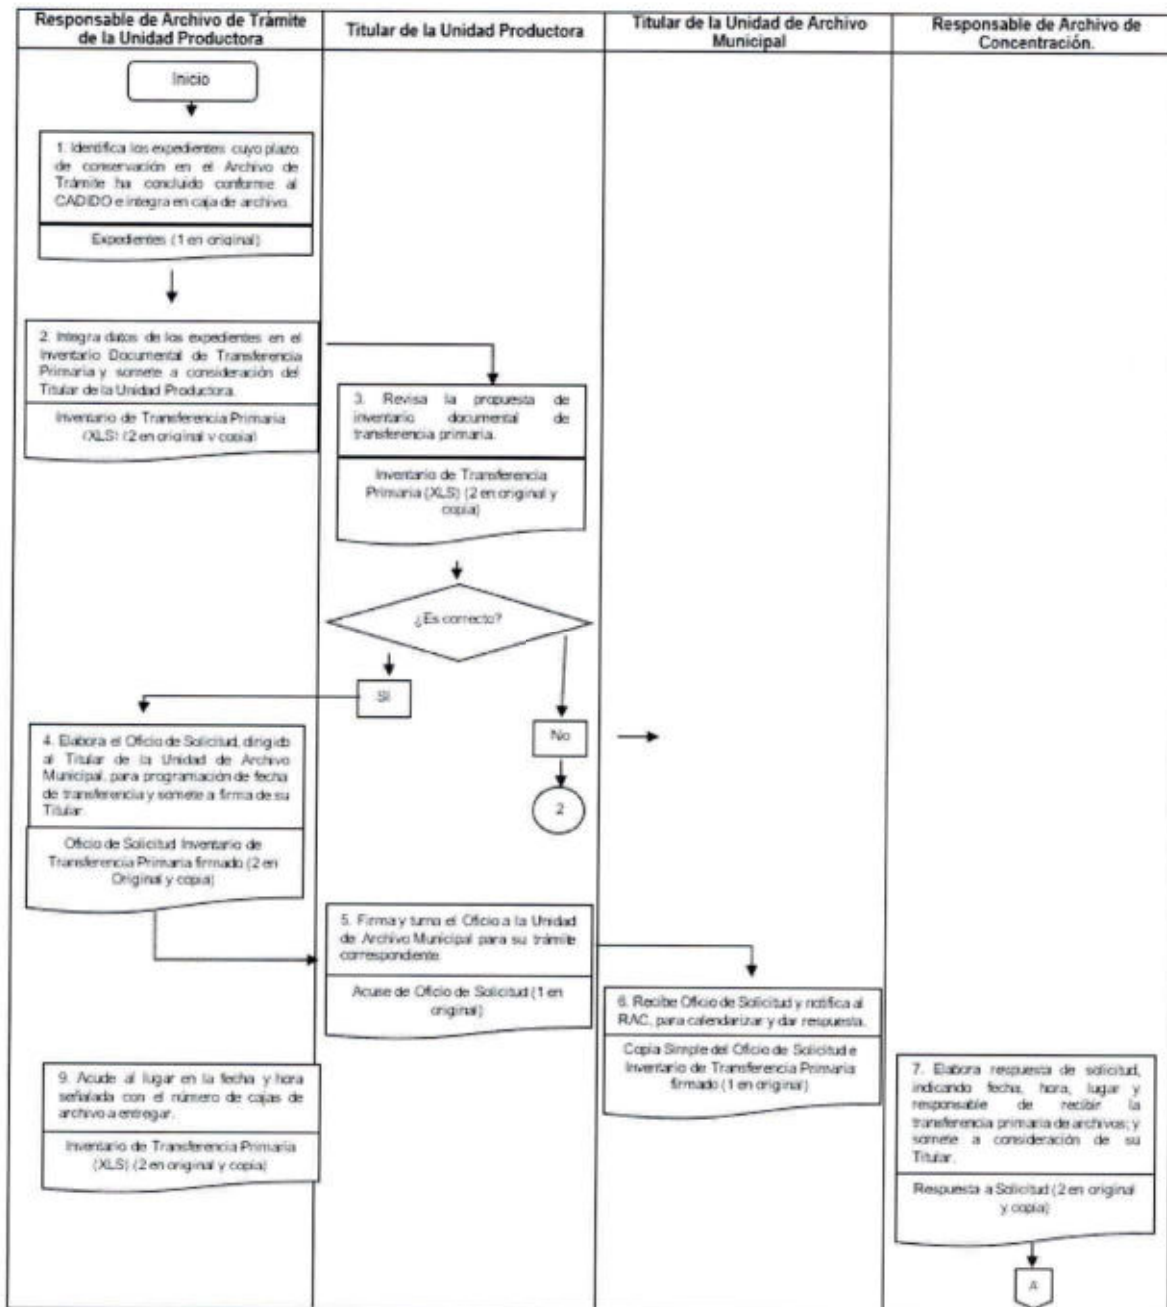 Responsable de Archivo de Trámite
de la Unidad Productora
Titular de la Unidad Productora
Titular de la Unidad de Archivo
Municipal
Responsable de Archivo de
Concentración.
Inicio
1. Identifica los expedientes cuyo plazo
de conservación en el Archivo de
Trámite ha concluido conforme al
CADIDO e integra en caja de archivo.
Expedientes (1 en original)
2. Integra datos de los expedientes en el
Inventario Documental de Transferencia
Primaria y somete a consideración del
Titular de la Unidad Productora.
Inventario de Transferencia Primaria
(XLS) (2 en original y copia)
3. Revisa la propuesta de
inventario documental de
transferencia primaria.
Inventario de Transferencia
Primaria (XLS) (2 en original y
copia)
¿Es correcto?
SI
No
2
4. Elabora el Oficio de Solicitud, dirigido
al Titular de la Unidad de Archivo
Municipal, para programación de fecha
de transferencia y somete a firma de su
Titular.
Oficio de Solicitud Inventario de
Transferencia Primaria firmado (2 en
Original y copia)
5. Firma y turna el Oficio a la Unidad
de Archivo Municipal para su trámite
correspondiente.
Acuse de Oficio de Solicitud (1 en
original)
6. Recibe Oficio de Solicitud y notifica al
RAC, para calendarizar y dar respuesta.
Copia Simple del Oficio de Solicitud e
Inventario de Transferencia Primaria
firmado (1 en original)
7. Elabora respuesta de solicitud,
indicando fecha, hora, lugar y
responsable de recibir la
transferencia primaria de archivos; y
somete a consideración de su
Titular.
Respuesta a Solicitud (2 en original
y copia)
A
9. Acude al lugar en la fecha y hora
señalada con el número de cajas de
archivo a entregar.
Inventario de Transferencia Primaria
(XLS) (2 en original y copia)